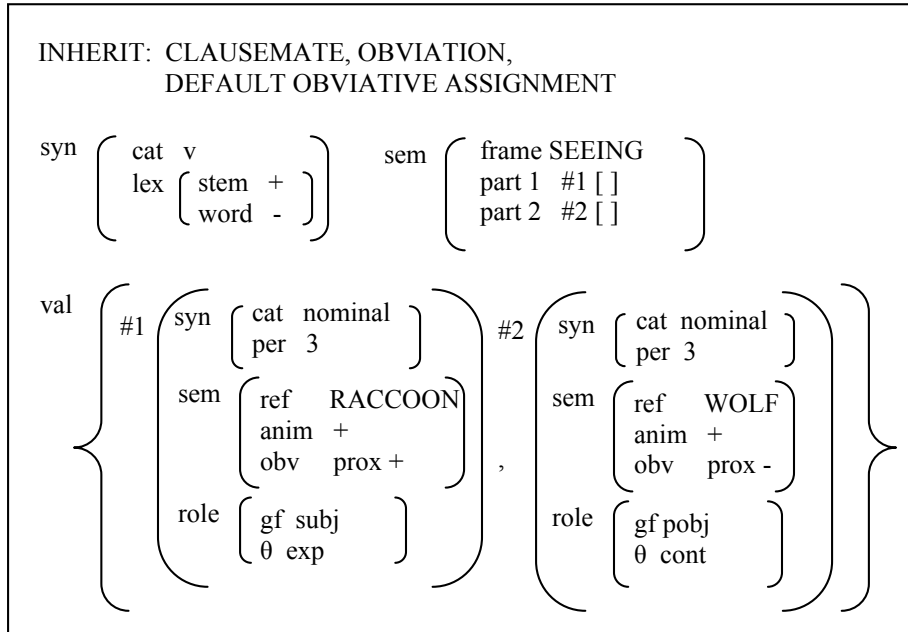 INHERIT: CLAUSEMATE, OBVIATION,
DEFAULT OBVIATIVE ASSIGNMENT
syn cat v sem frame SEEING
lex stem + part 1 #1 [ ]
word - part 2 #2 [ ]
val #1 syn cat nominal #2 syn cat nominal
per 3 per 3
sem ref RACCOON sem ref WOLF
anim + anim +
obv prox + , obv prox -
role gf subj role gf pobj
θ exp θ cont